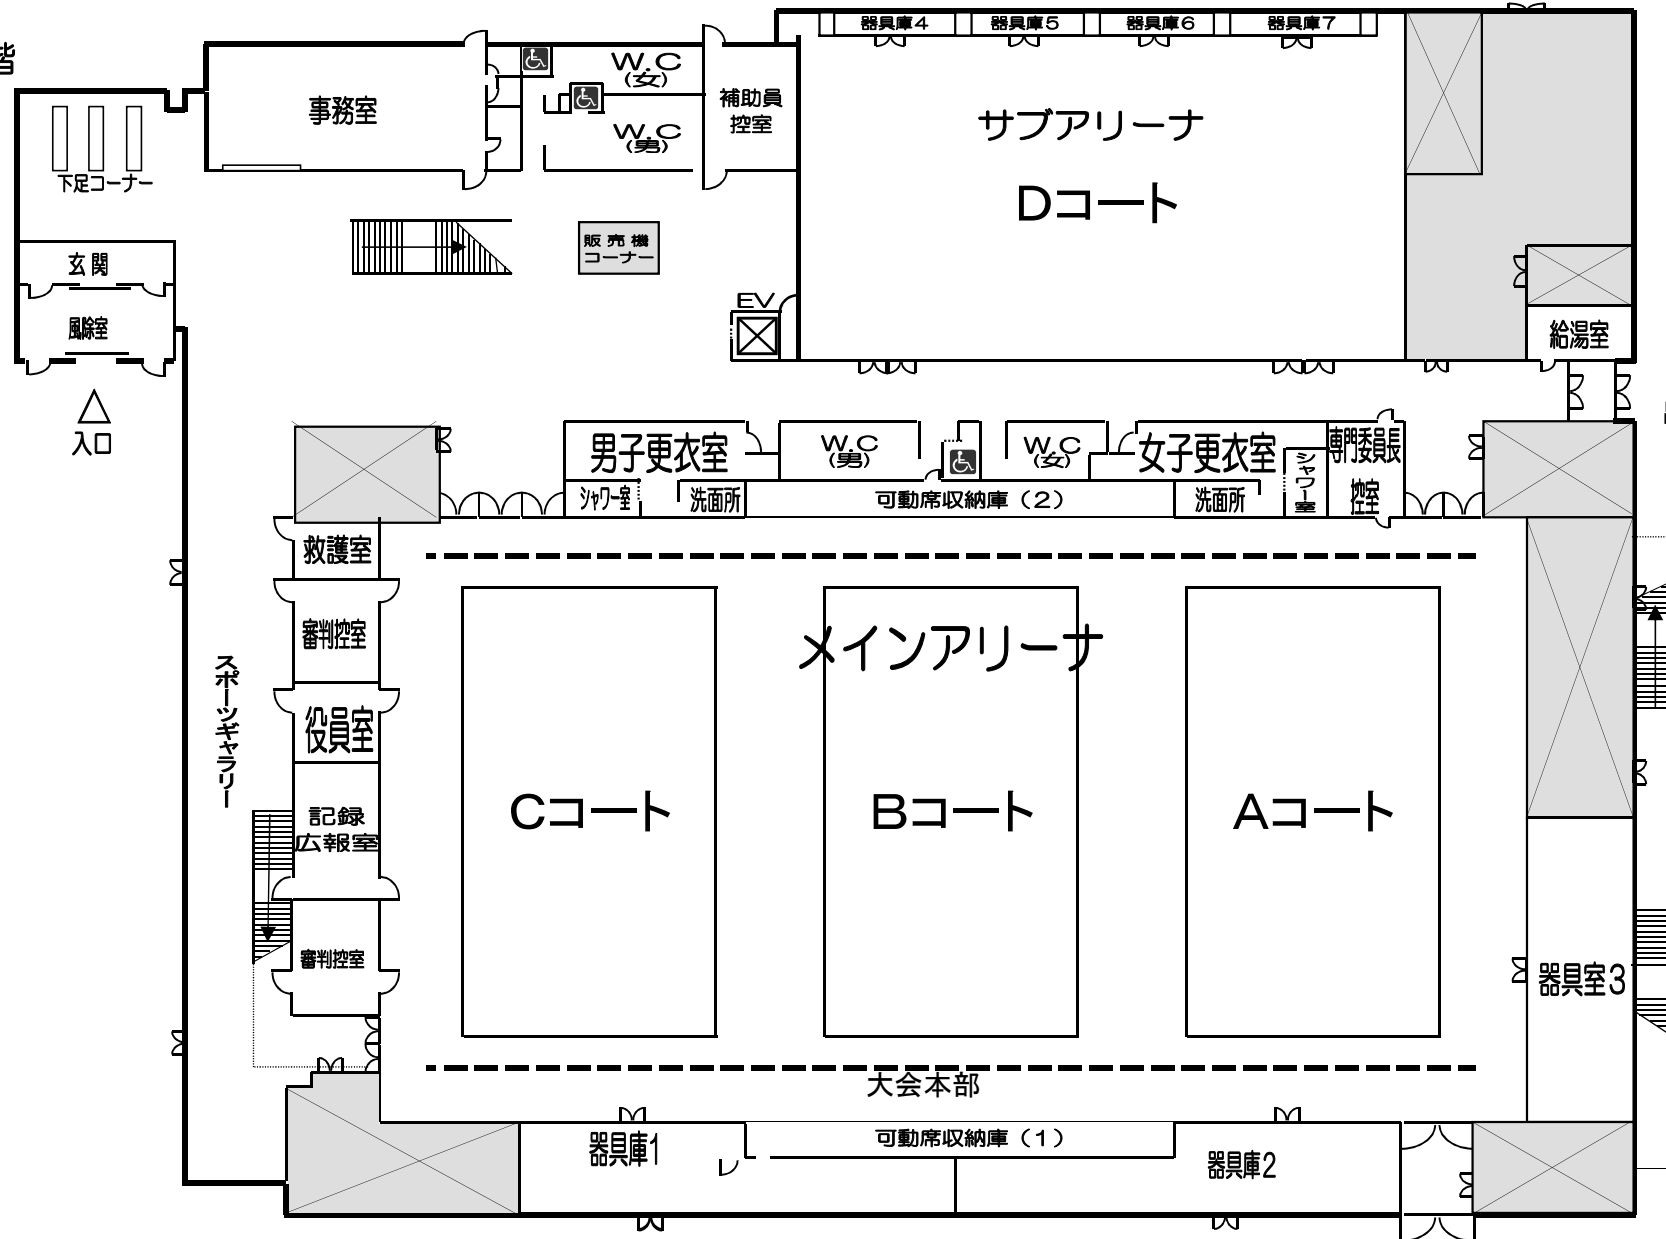 階
器具庫4
器具庫5
器具庫6
器具庫7
事務室
W.C
(女)
W.C
(男)
補助員
控室
サブアリーナ
Dコート
下足コーナー
販売機
コーナー
玄関
風除室
EV
給湯室
入口
男子更衣室
W.C
(男)
W.C
(女)
女子更衣室
シャワー室
専門委員長
控室
シャワー室
洗面所
可動席収納庫(2)
洗面所
救護室
審判控室
メインアリーナ
スポーツギャラリー
役員室
記録
広報室
Cコート
Bコート
Aコート
審判控室
器具室3
大会本部
器具庫1
可動席収納庫(1)
器具庫2